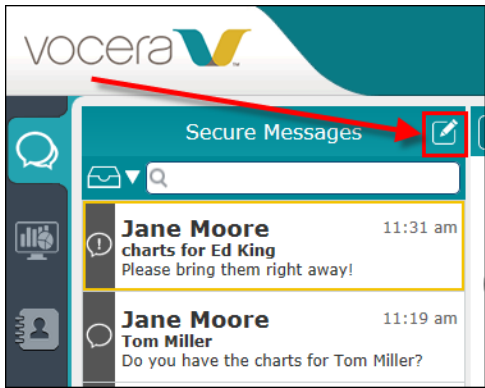 vocera
Secure Messages
Jane Moore 11:31 am
charts for Ed King
Please bring them right away!
Jane Moore 11:19 am
Tom Miller
Do you have the charts for Tom Miller?